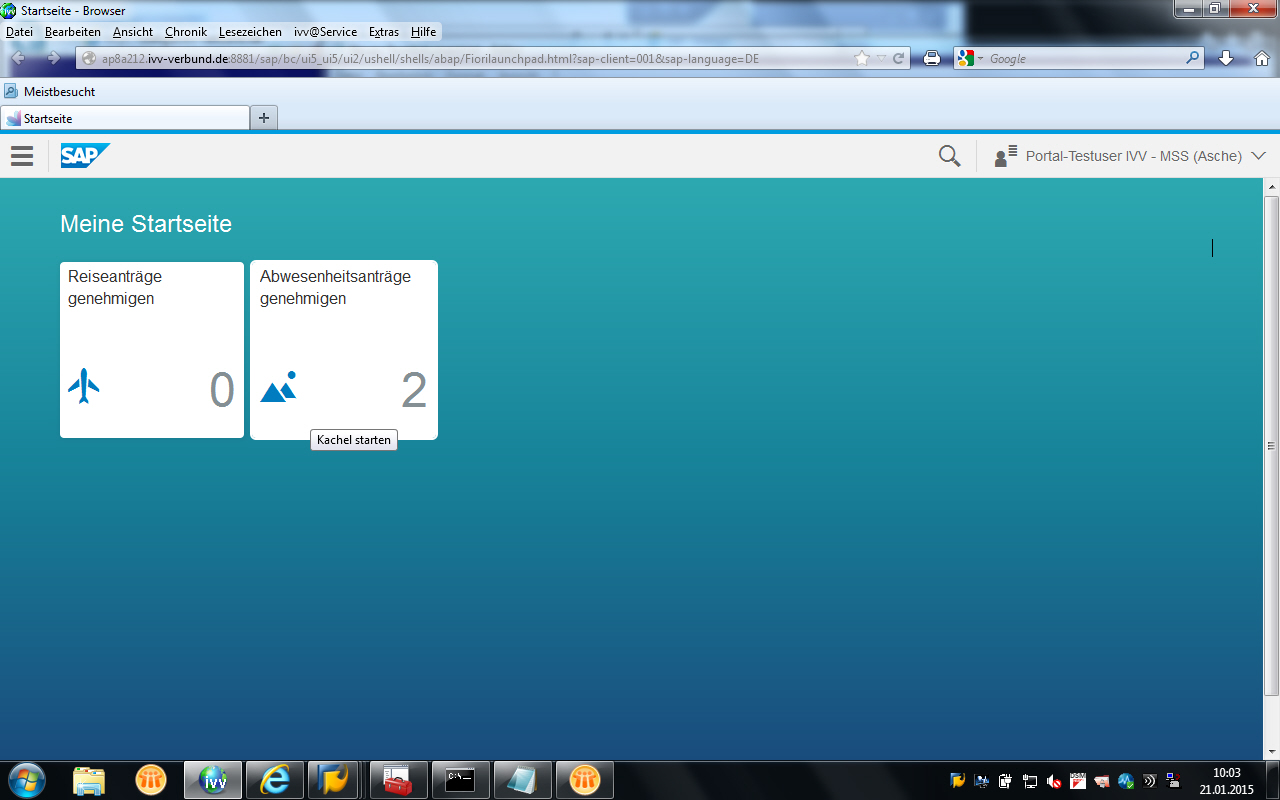 Startseite - Browser
Datei Bearbeiten Ansicht Chronik Lesezeichen ivv@Service Extras Hilfe
ap8a212.ivv-verbund.de:8881/sap/bc/ui5_ui5/ui2/ushell/shells/abap/Fiorilaunchpad.html?sap-client=001&sap-language=DE
Google
Meistbesucht
Startseite
SAP
Portal-Testuser IVV - MSS (Asche)
Meine Startseite
Reiseanträge
genehmigen
0
Abwesenheitsanträge
genehmigen
2
Kachel starten
ivv
C:\
10:03
21.01.2015